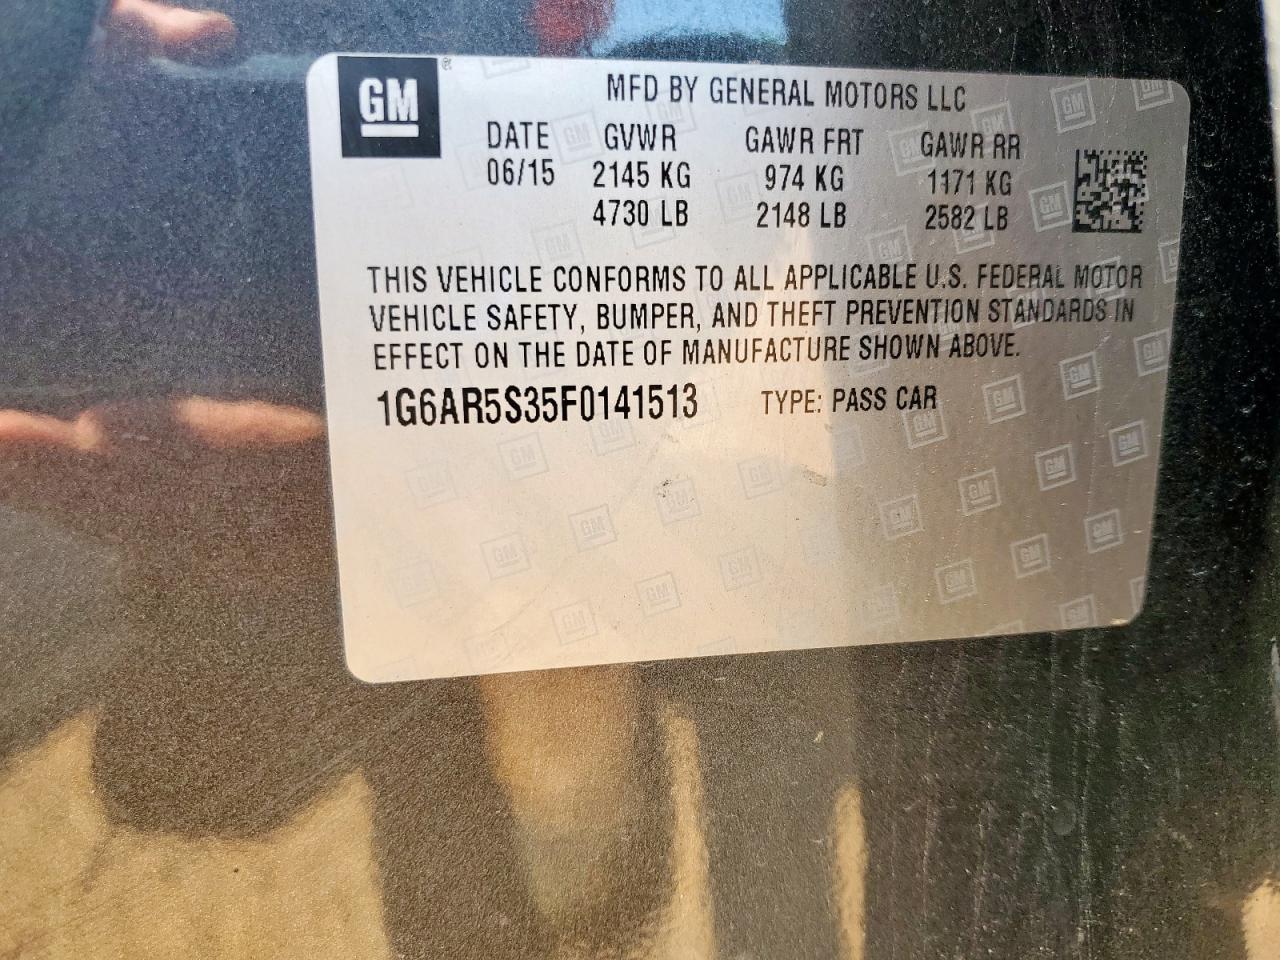 GM
MFD BY GENERAL MOTORS LLC
DATE GVWR GAWR FRT GAWR RR
06/15 2145 KG 974 KG 1171 KG
4730 LB 2148 LB 2582 LB
THIS VEHICLE CONFORMS TO ALL APPLICABLE U.S. FEDERAL MOTOR
VEHICLE SAFETY, BUMPER, AND THEFT PREVENTION STANDARDS IN
EFFECT ON THE DATE OF MANUFACTURE SHOWN ABOVE.
1G6AR5S35F0141513 TYPE: PASS CAR